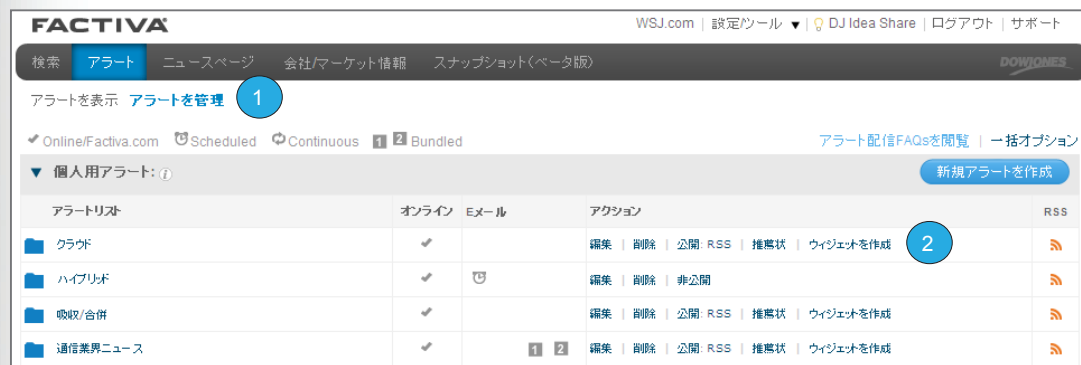 FACTIVA WSJ.com | 設定/ツール ▼ | DJ Idea Share | ログアウト | サポート
検索 アラート ニュースページ 会社/マーケット情報 スナップショット(ベータ版) DOWJONES
アラートを表示 アラートを管理 1
Online/Factiva.com Scheduled Continuous 1 2 Bundled アラート配信FAQsを閲覧 | 一括オプション
▼ 個人用アラート: i 新規アラートを作成
アラートリスト オンライン Eメール アクション RSS
クラウド 編集 | 削除 | 公開: RSS | 推薦状 | ウィジェットを作成 2
ハイブリッド 編集 | 削除 | 非公開
吸収/合併 編集 | 削除 | 公開: RSS | 推薦状 | ウィジェットを作成
通信業界ニュース 1 2 編集 | 削除 | 公開: RSS | 推薦状 | ウィジェットを作成